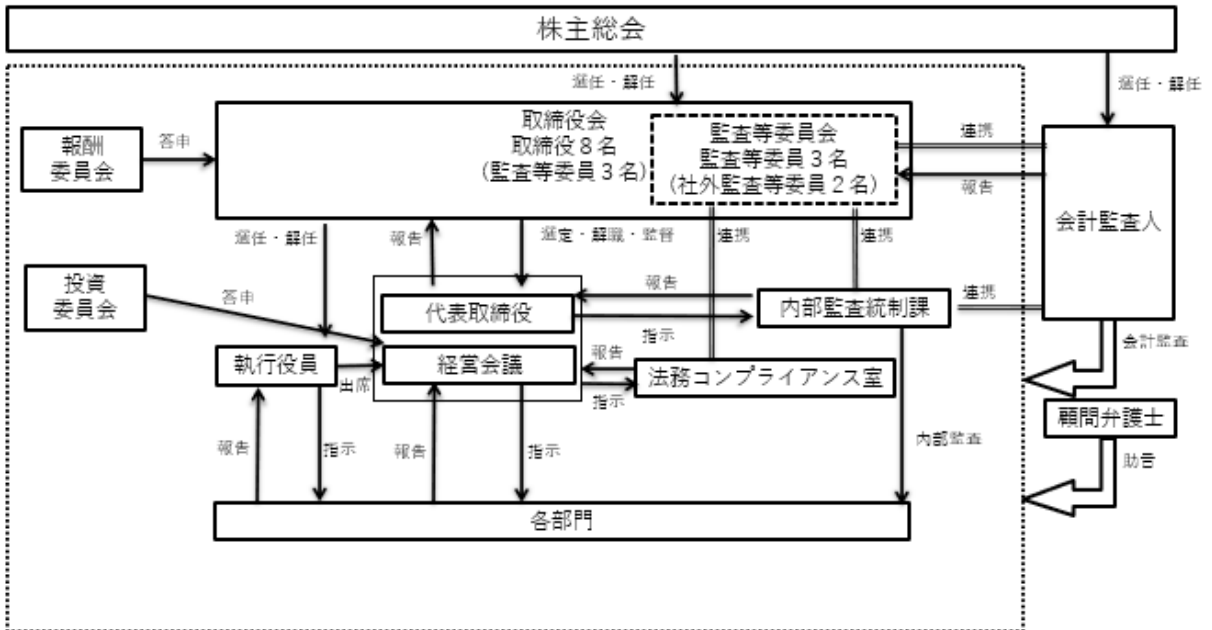 株主総会
選任・解任
選任・解任
報酬
委員会
答申
取締役会
取締役８名
(監査等委員３名)
監査等委員会
監査等委員３名
(社外監査等委員２名)
連携
報告
会計監査人
選任・解任
報告
選定・解職・監督
連携
連携
投資
委員会
答申
代表取締役
報告
指示
内部監査統制課
連携
会計監査
執行役員
出席
経営会議
報告
指示
法務コンプライアンス室
顧問弁護士
助言
報告
指示
報告
指示
内部監査
各部門